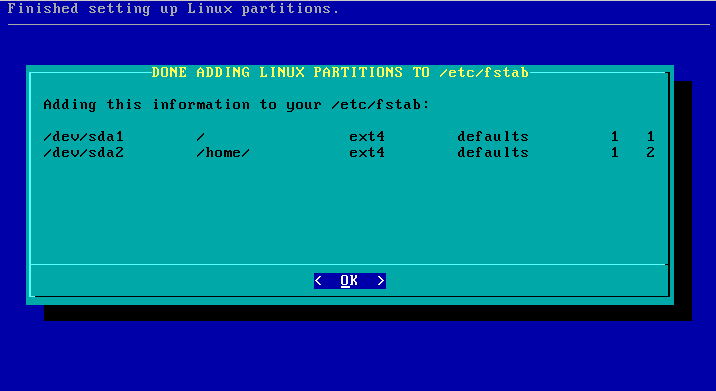 Finished setting up Linux partitions.
DONE ADDING LINUX PARTITIONS TO /etc/fstab
Adding this information to your /etc/fstab:
/dev/sda1 / ext4 defaults 1 1
/dev/sda2 /home/ ext4 defaults 1 2
< OK >